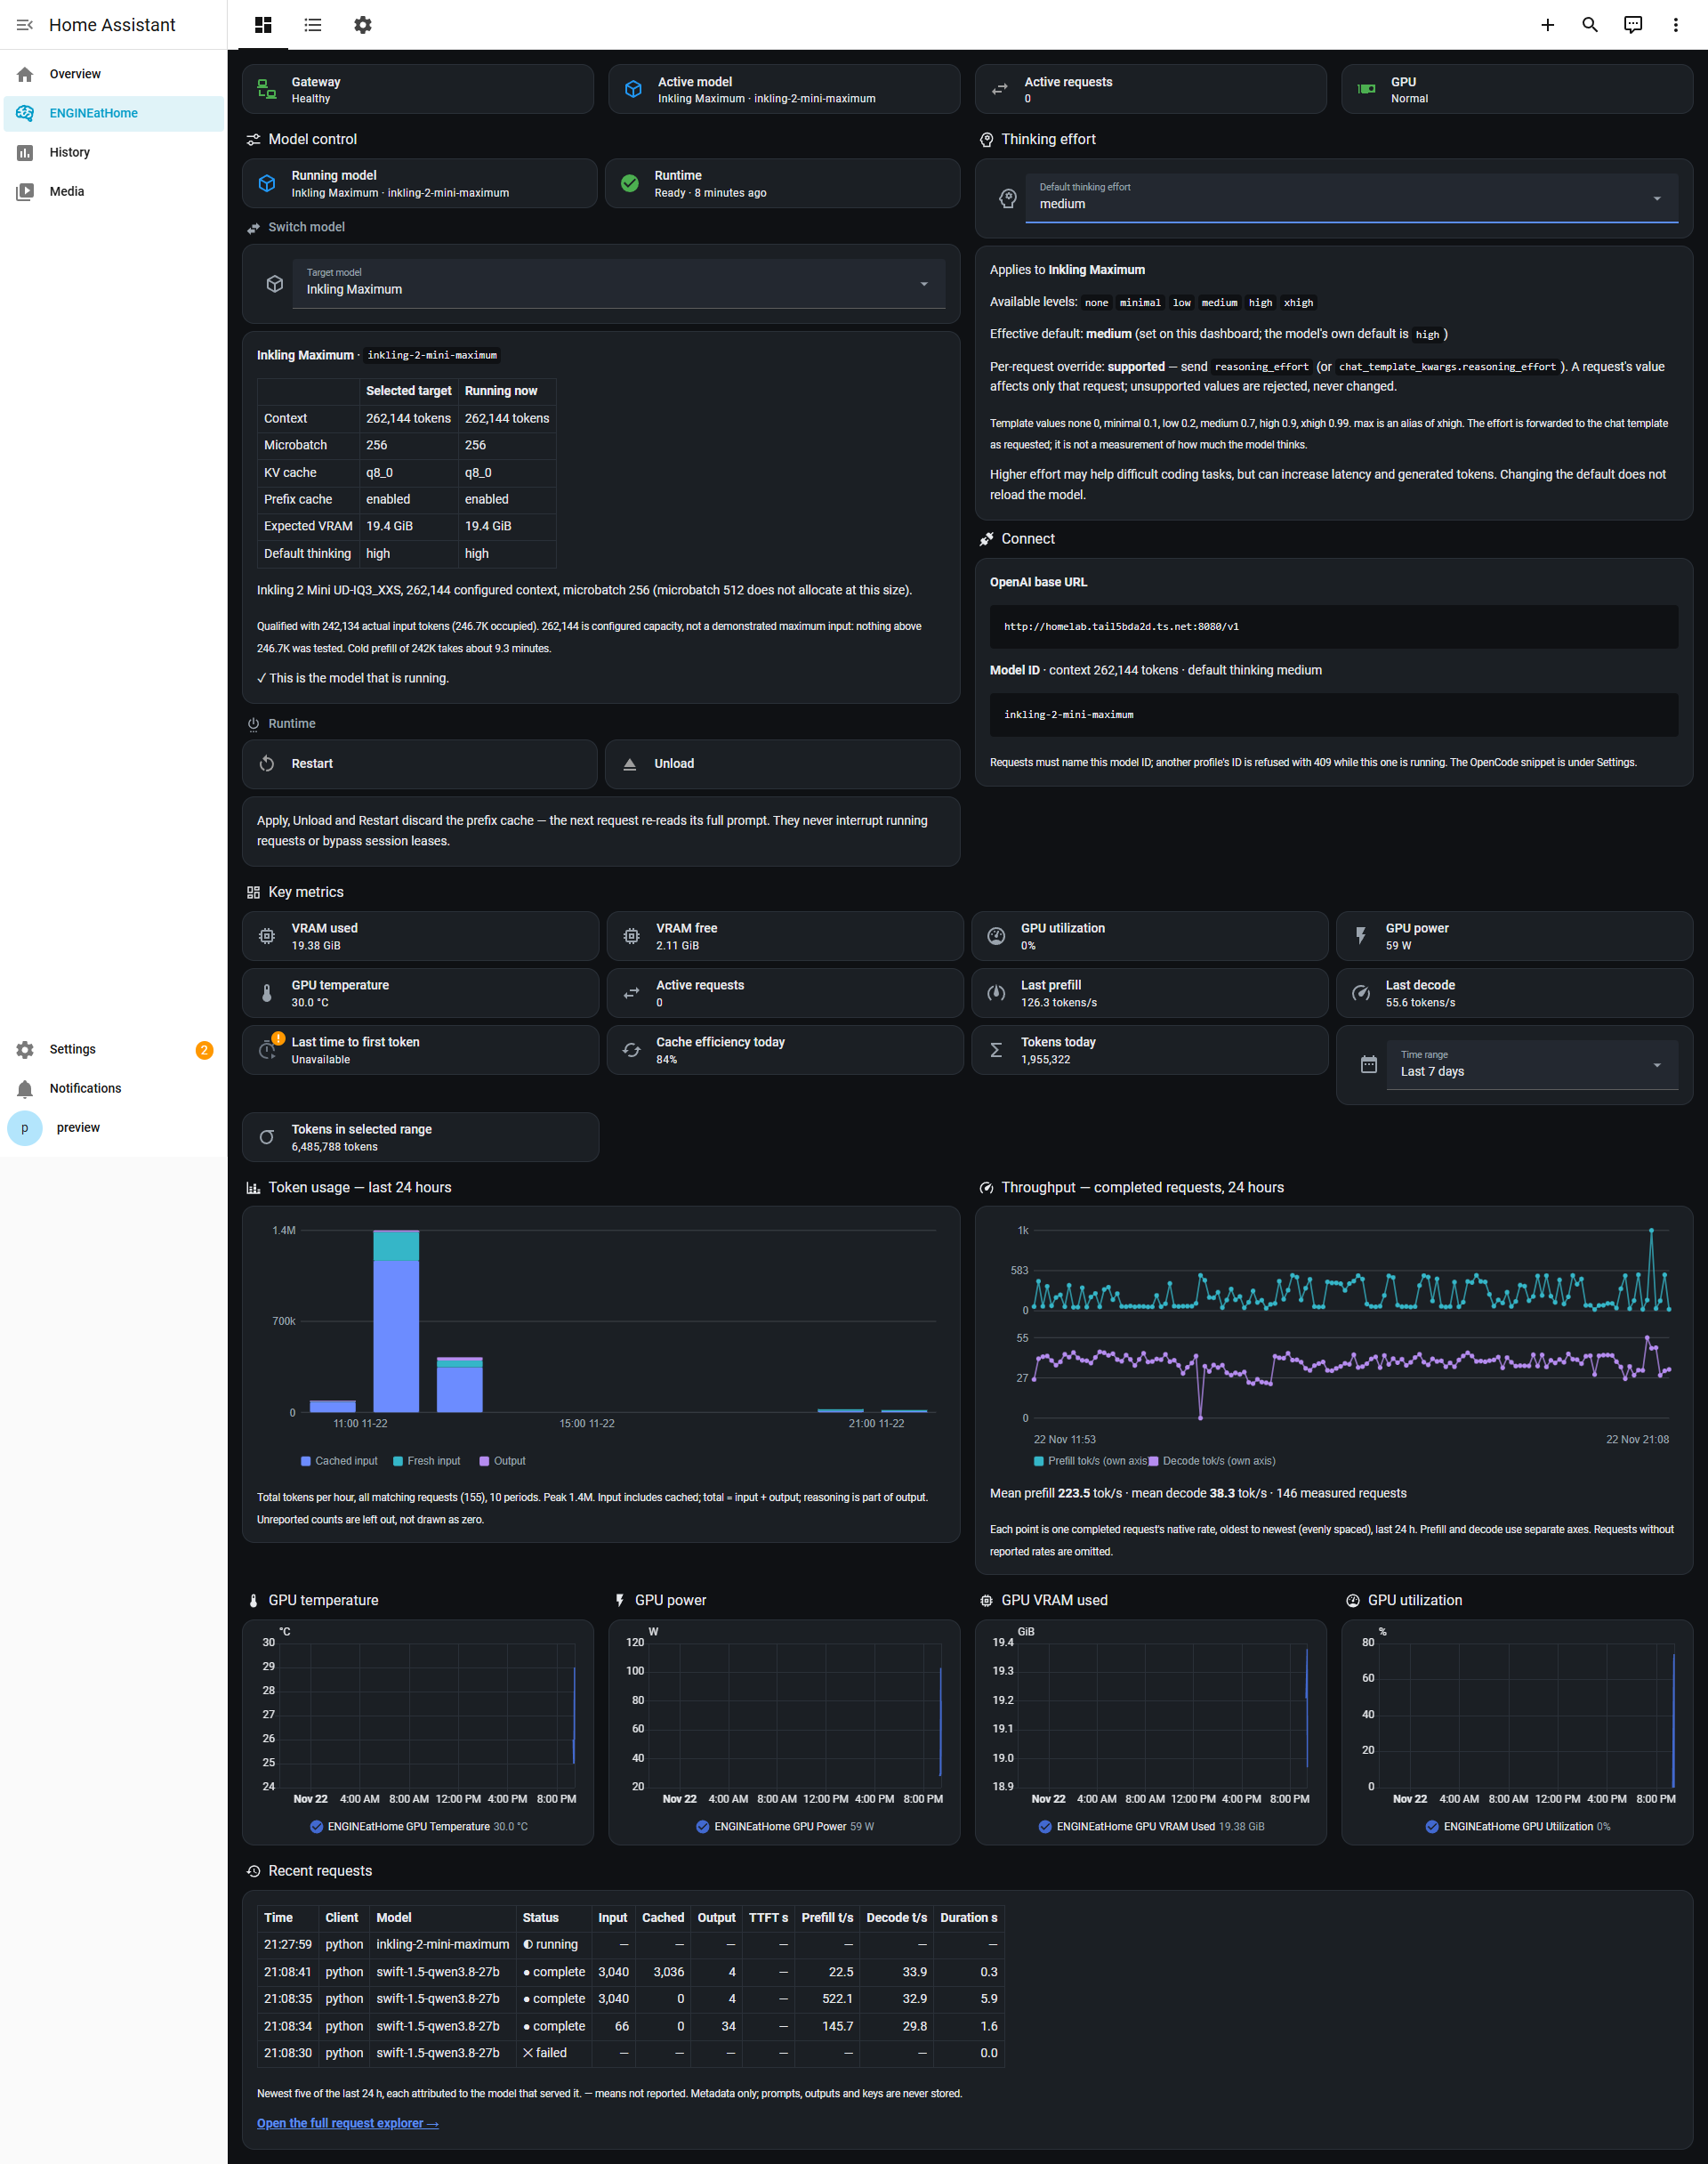 Home Assistant
Overview
ENGINEatHome
History
Media
Settings
2
Notifications
p
preview
Gateway
Healthy
Active model
Inkling Maximum · inkling-2-mini-maximum
Active requests
0
GPU
Normal
Model control
Running model
Inkling Maximum · inkling-2-mini-maximum
Runtime
Ready · 8 minutes ago
Switch model
Target model
Inkling Maximum
Inkling Maximum · inkling-2-mini-maximum
Selected target Running now
Context 262,144 tokens 262,144 tokens
Microbatch 256 256
KV cache q8_0 q8_0
Prefix cache enabled enabled
Expected VRAM 19.4 GiB 19.4 GiB
Default thinking high high
Inkling 2 Mini UD-IQ3_XXS, 262,144 configured context, microbatch 256 (microbatch 512 does not allocate at this size).
Qualified with 242,134 actual input tokens (246.7K occupied). 262,144 is configured capacity, not a demonstrated maximum input: nothing above
246.7K was tested. Cold prefill of 242K takes about 9.3 minutes.
✓ This is the model that is running.
Runtime
Restart
Unload
Apply, Unload and Restart discard the prefix cache — the next request re-reads its full prompt. They never interrupt running
requests or bypass session leases.
Thinking effort
Default thinking effort
medium
Applies to Inkling Maximum
Available levels: none minimal low medium high xhigh
Effective default: medium (set on this dashboard; the model's own default is high )
Per-request override: supported — send reasoning_effort (or chat_template_kwargs.reasoning_effort ). A request's value
affects only that request; unsupported values are rejected, never changed.
Template values none 0, minimal 0.1, low 0.2, medium 0.7, high 0.9, xhigh 0.99. max is an alias of xhigh. The effort is forwarded to the chat template
as requested; it is not a measurement of how much the model thinks.
Higher effort may help difficult coding tasks, but can increase latency and generated tokens. Changing the default does not
reload the model.
Connect
OpenAI base URL
http://homelab.tail5bda2d.ts.net:8080/v1
Model ID · context 262,144 tokens · default thinking medium
inkling-2-mini-maximum
Requests must name this model ID; another profile's ID is refused with 409 while this one is running. The OpenCode snippet is under Settings.
Key metrics
VRAM used
19.38 GiB
VRAM free
2.11 GiB
GPU utilization
0%
GPU power
59 W
GPU temperature
30.0 °C
Active requests
0
Last prefill
126.3 tokens/s
Last decode
55.6 tokens/s
Last time to first token
Unavailable
Cache efficiency today
84%
Tokens today
1,955,322
Time range
Last 7 days
Tokens in selected range
6,485,788 tokens
Token usage — last 24 hours
1.4M
700k
0
11:00 11-22 15:00 11-22 21:00 11-22
Cached input Fresh input Output
Total tokens per hour, all matching requests (155), 10 periods. Peak 1.4M. Input includes cached; total = input + output; reasoning is part of output.
Unreported counts are left out, not drawn as zero.
Throughput — completed requests, 24 hours
1k
583
0
55
27
0
22 Nov 11:53 22 Nov 21:08
Prefill tok/s (own axis) Decode tok/s (own axis)
Mean prefill 223.5 tok/s · mean decode 38.3 tok/s · 146 measured requests
Each point is one completed request's native rate, oldest to newest (evenly spaced), last 24 h. Prefill and decode use separate axes. Requests without
reported rates are omitted.
GPU temperature
°C
30
29
28
27
26
25
24
Nov 22 4:00 AM 8:00 AM 12:00 PM 4:00 PM 8:00 PM
ENGINEatHome GPU Temperature 30.0 °C
GPU power
W
120
100
80
60
40
20
Nov 22 4:00 AM 8:00 AM 12:00 PM 4:00 PM 8:00 PM
ENGINEatHome GPU Power 59 W
GPU VRAM used
GiB
19.4
19.3
19.2
19.1
19.0
18.9
Nov 22 4:00 AM 8:00 AM 12:00 PM 4:00 PM 8:00 PM
ENGINEatHome GPU VRAM Used 19.38 GiB
GPU utilization
%
80
60
40
20
0
Nov 22 4:00 AM 8:00 AM 12:00 PM 4:00 PM 8:00 PM
ENGINEatHome GPU Utilization 0%
Recent requests
Time Client Model Status Input Cached Output TTFT s Prefill t/s Decode t/s Duration s
21:27:59 python inkling-2-mini-maximum ◐ running — — — — — — —
21:08:41 python swift-1.5-qwen3.8-27b ● complete 3,040 3,036 4 — 22.5 33.9 0.3
21:08:35 python swift-1.5-qwen3.8-27b ● complete 3,040 0 4 — 522.1 32.9 5.9
21:08:34 python swift-1.5-qwen3.8-27b ● complete 66 0 34 — 145.7 29.8 1.6
21:08:30 python swift-1.5-qwen3.8-27b ✕ failed — — — — — — 0.0
Newest five of the last 24 h, each attributed to the model that served it. — means not reported. Metadata only; prompts, outputs and keys are never stored.
Open the full request explorer →